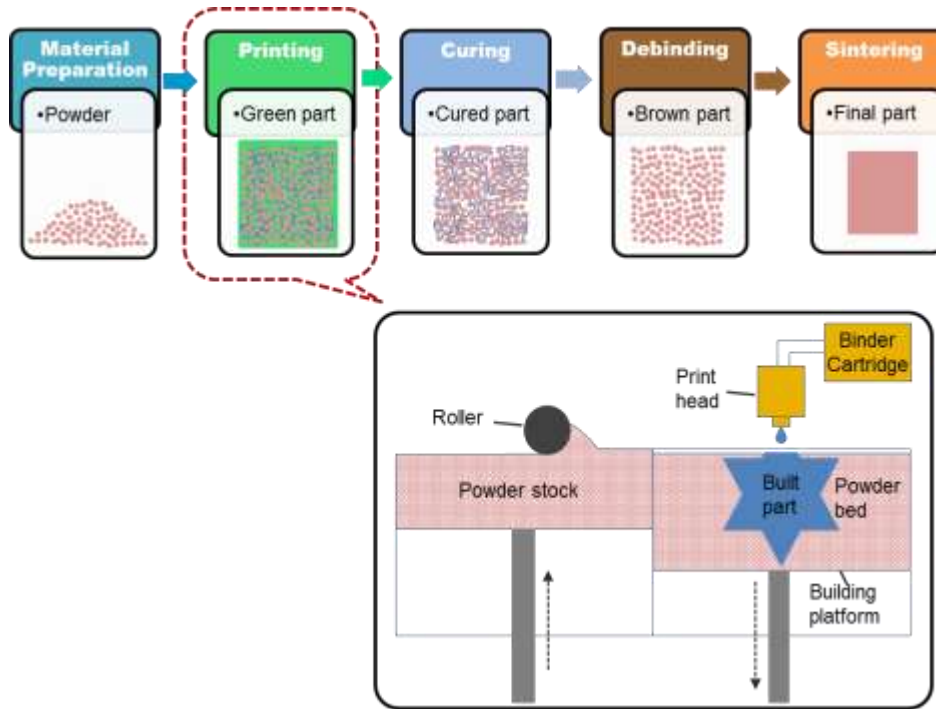 Material
Preparation
Printing
Curing
Debinding
Sintering
•Powder
•Green part
•Cured part
•Brown part
•Final part
Binder
Cartridge
Print
head
Roller
Powder stock
Built
part
Powder
bed
Building
platform